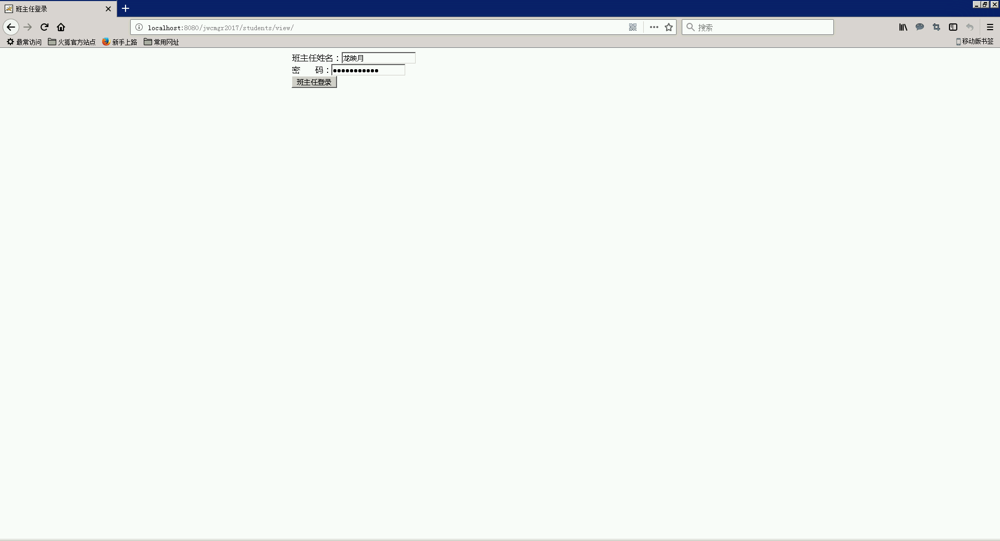 班主任登录
localhost:8080/jwcmgr2017/students/view/
搜索
最常访问
火狐官方站点
新手上路
常用网址
移动版书签
班主任姓名：龙映月
密 码：●●●●●●●●●●●
班主任登录